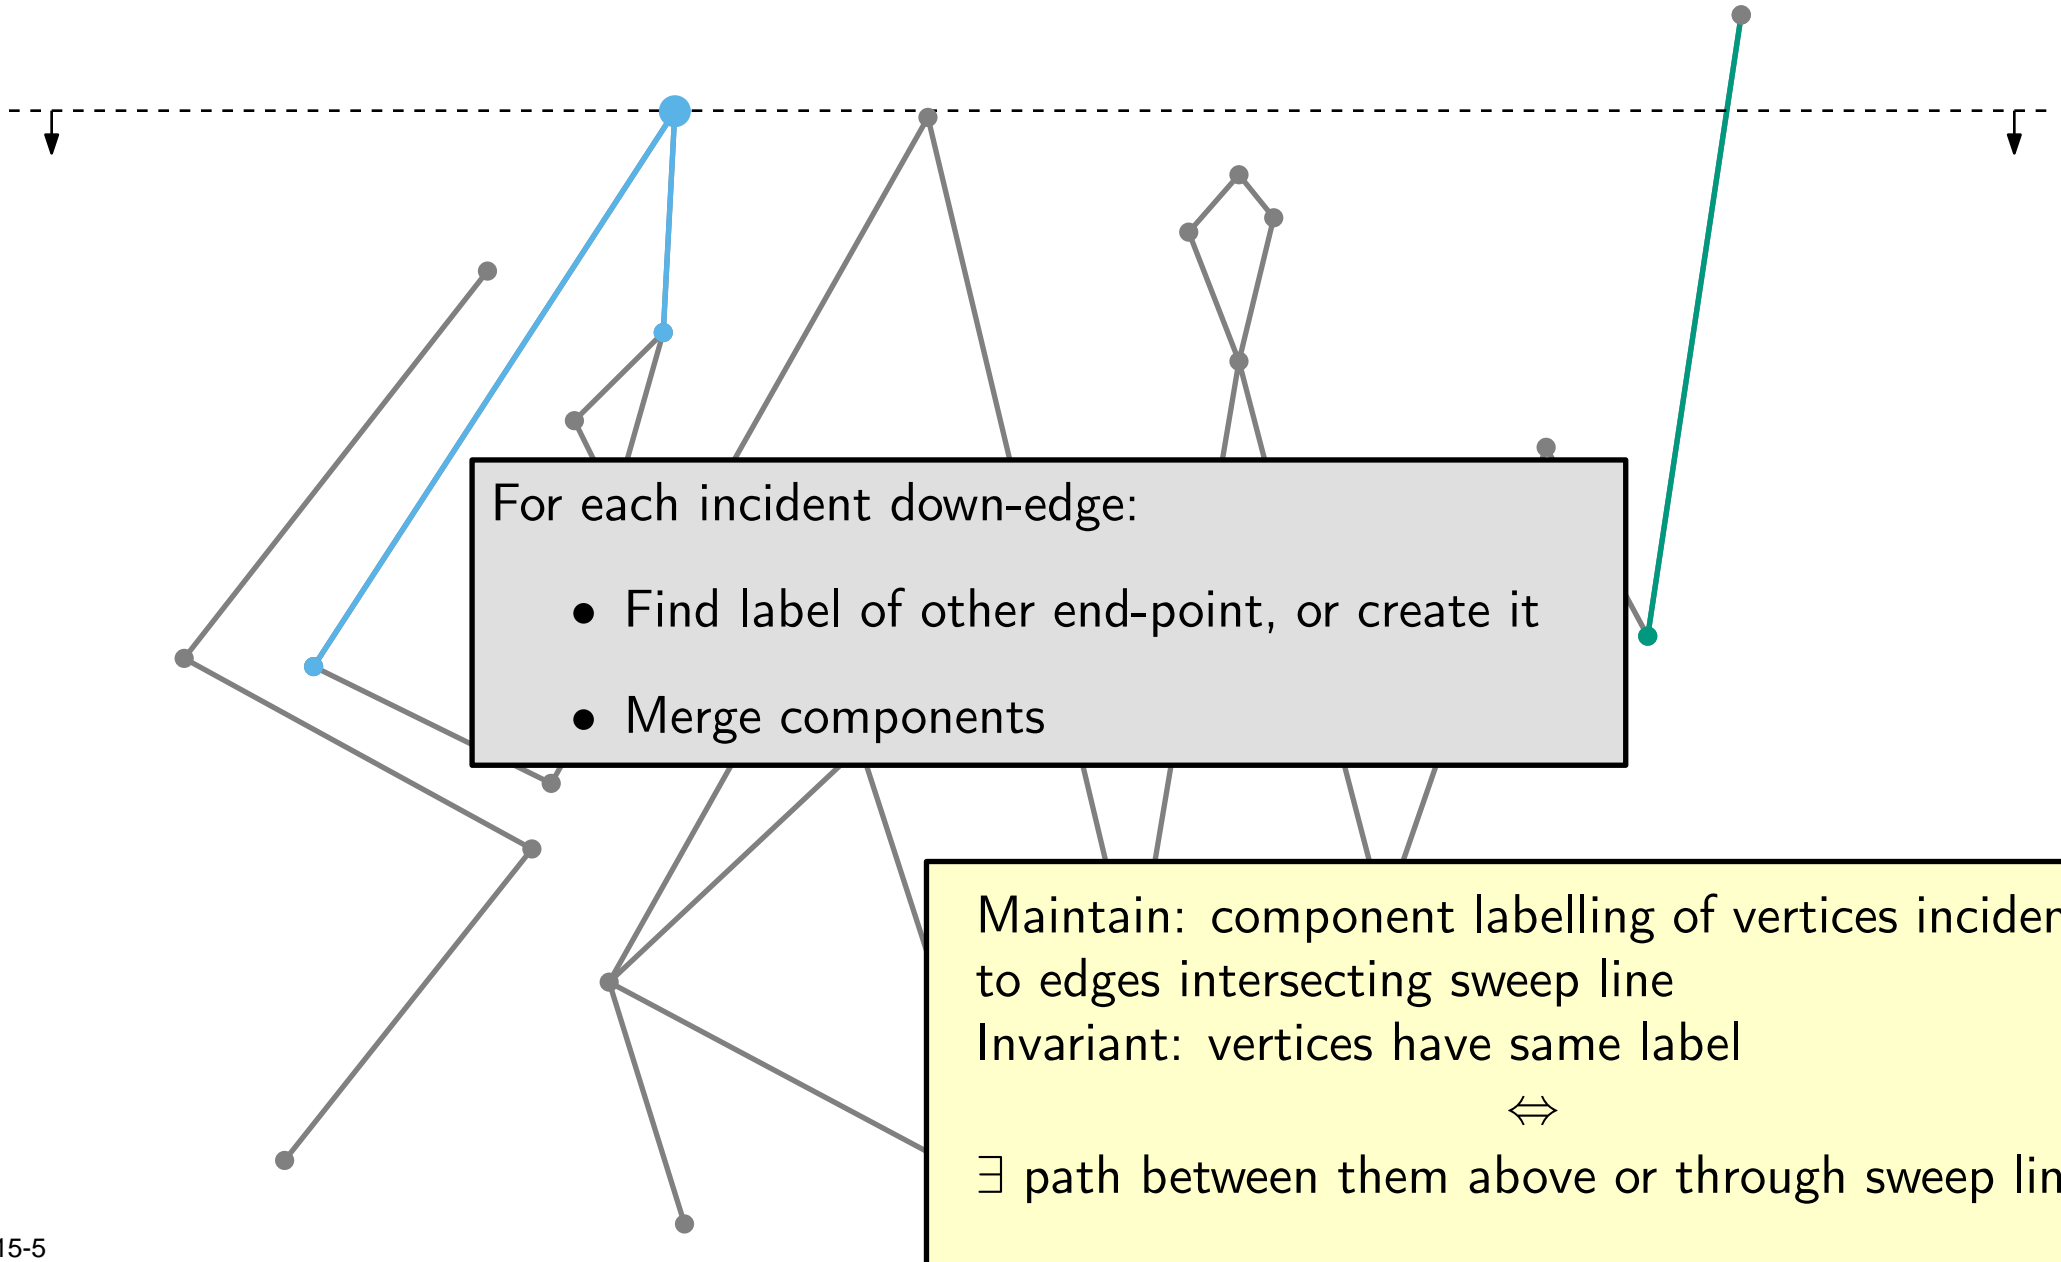 For each incident down-edge:
• Find label of other end-point, or create it
• Merge components
Maintain: component labelling of vertices
to edges intersecting sweep line
Invariant: vertices have same label
⇔
∃ path between them above or through sweep
15-5